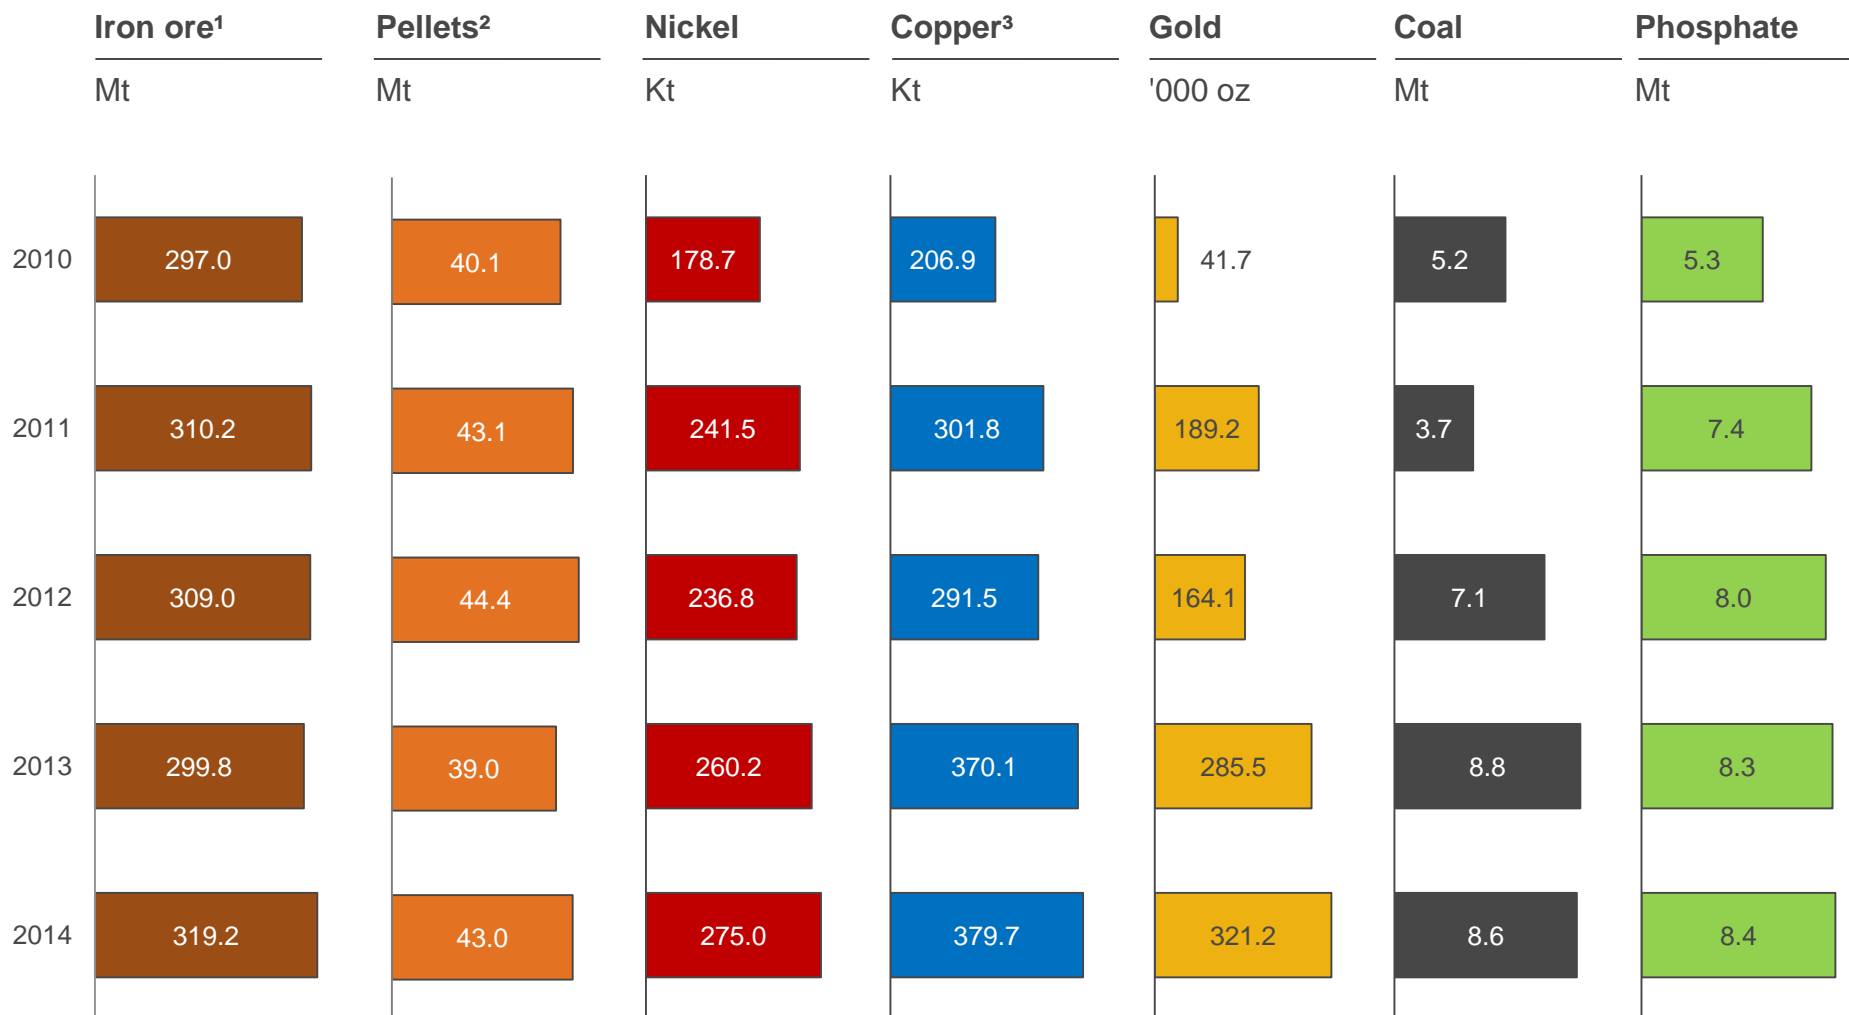 Iron ore¹ Pellets² Nickel Copper³ Gold Coal Phosphate
Mt Mt Kt Kt '000 oz Mt Mt
2010 297.0 40.1 178.7 206.9 41.7 5.2 5.3
2011 310.2 43.1 241.5 301.8 189.2 3.7 7.4
2012 309.0 44.4 236.8 291.5 164.1 7.1 8.0
2013 299.8 39.0 260.2 370.1 285.5 8.8 8.3
2014 319.2 43.0 275.0 379.7 321.2 8.6 8.4